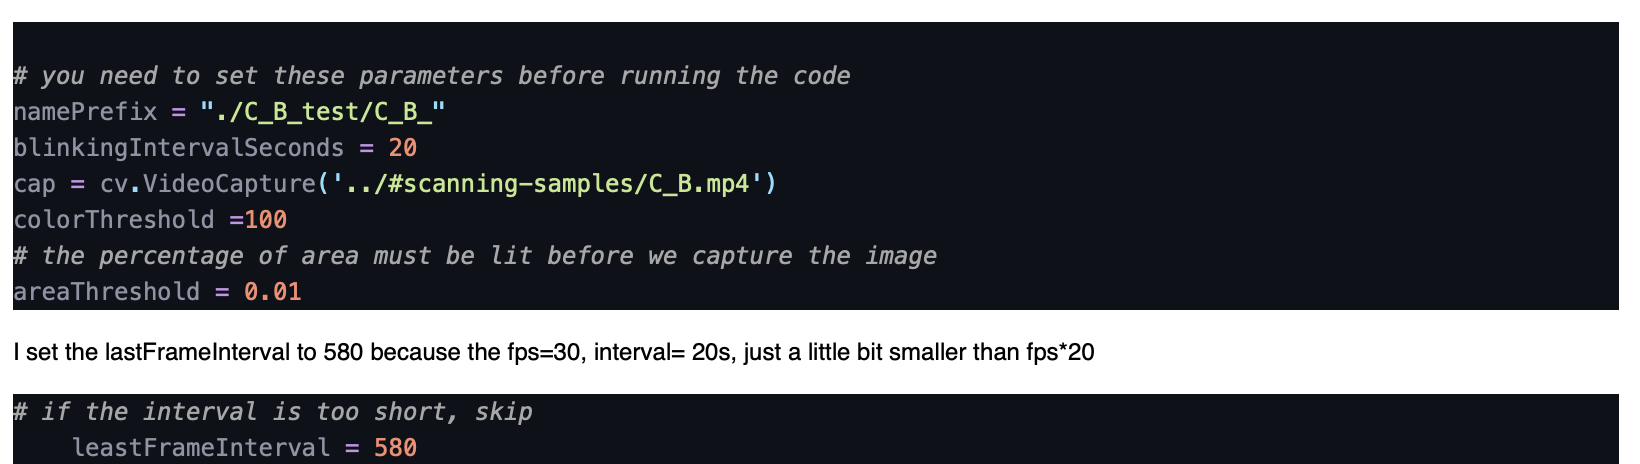 # you need to set these parameters before running the code
namePrefix = "./C_B_test/C_B_"
blinkingIntervalSeconds = 20
cap = cv.VideoCapture('../#scanning-samples/C_B.mp4')
colorThreshold =100
# the percentage of area must be lit before we capture the image
areaThreshold = 0.01
I set the lastFrameInterval to 580 because the fps=30, interval= 20s, just a little bit smaller than fps*20
# if the interval is too short, skip
    leastFrameInterval = 580